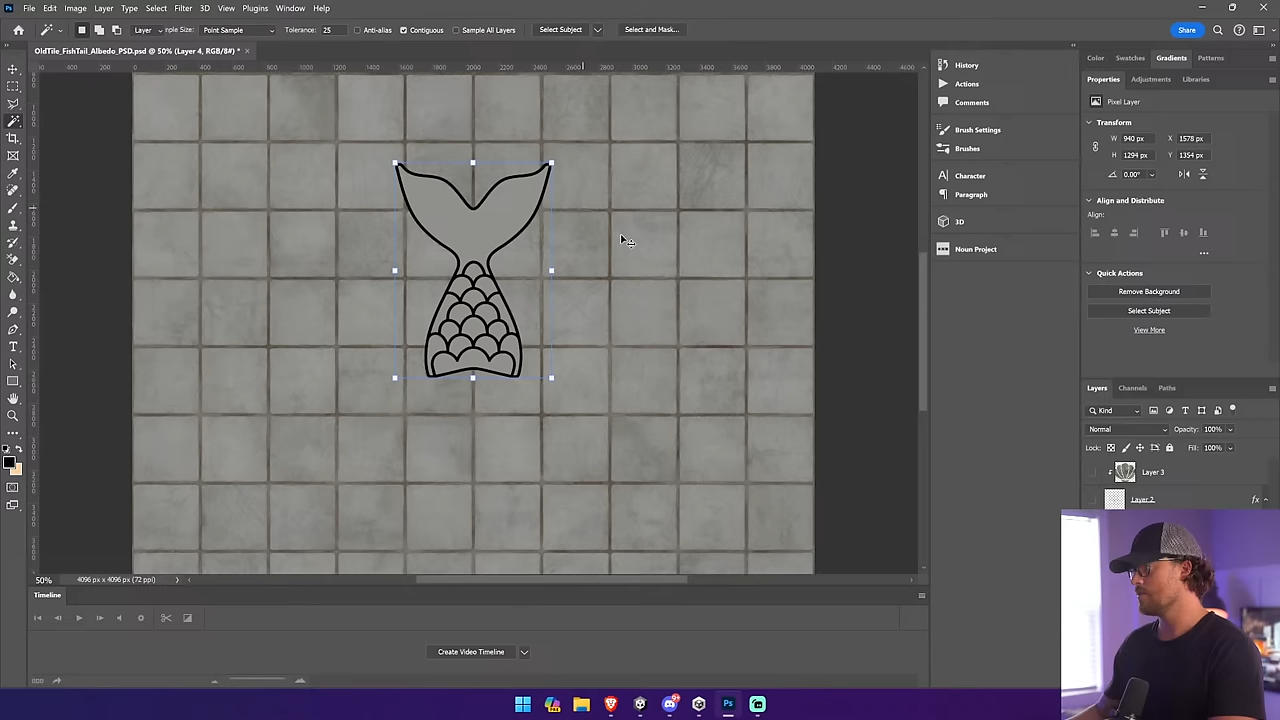 File Edit Image Layer Type Select Filter 3D View Plugins Window Help
Layer Sample Size: Point Sample Tolerance: 25 Anti-alias Contiguous Sample All Layers Select Subject Select and Mask... Share
OldTile_FishTail_Albedo_PSD.psd @ 50% (Layer 4, RGB/8#) *
History
Actions
Comments
Brush Settings
Brushes
Character
Paragraph
3D
Noun Project
Color Swatches Gradients Patterns
Properties Adjustments Libraries
Pixel Layer
Transform
W 940 px X 1578 px
H 1294 px Y 1354 px
0.00°
Align and Distribute
Align:
Quick Actions
Remove Background
Select Subject
View More
Layers Channels Paths
Kind
Normal Opacity: 100%
Lock: Fill: 100%
Layer 3
Layer 2 fx
50% 4096 px x 4096 px (72 ppi)
Timeline
Create Video Timeline
Ps